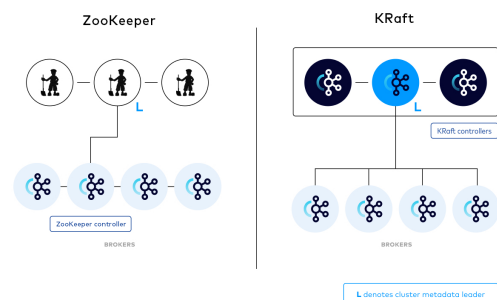 ZooKeeper
KRaft
L
L
KRaft controllers
ZooKeeper controller
BROKERS
BROKERS
L denotes cluster metadata leader